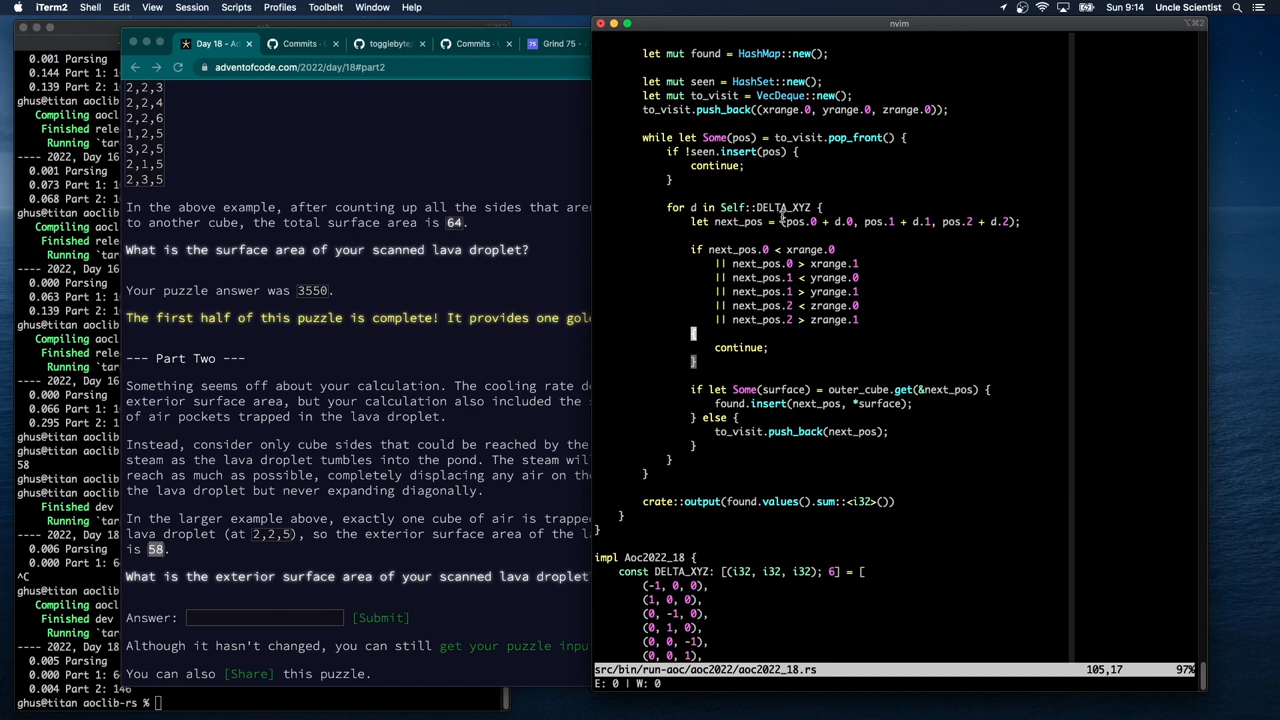 iTerm2 Shell Edit View Session Scripts Profiles Toolbelt Window Help
Sun 9:14 Uncle Scientist
0.001 Parsing
0.144 Part 1:
0.139 Part 2:
ghus@titan aoclib
Compiling aoc
Finished rele
Running `tar
---- 2022, Day 16
0.001 Parsing
0.073 Part 1: 16
0.068 Part 2: 26
ghus@titan aoclib
Compiling aoc
Finished rele
Running `tar
---- 2022, Day 16
0.000 Parsing
0.063 Part 1: 16
0.139 Part 2: 26
ghus@titan aoclib
Compiling aoc
Finished rele
Running `tar
---- 2022, Day 16
0.000 Parsing
0.066 Part 1: 16
0.295 Part 2: 26
ghus@titan aoclib
58
ghus@titan aoclib
Finished dev
Running `tar
---- 2022, Day 18
0.006 Parsing
0.000 Part 1: 6
^C
ghus@titan aoclib
Compiling aoc
Finished dev
Running `tar
---- 2022, Day 18
0.005 Parsing
0.000 Part 1: 64
0.004 Part 2: 146
ghus@titan aoclib-rs %
Day 18 - Ad
Commits · 
togglebyte/
Commits · 
Grind 75 -
adventofcode.com/2022/day/18#part2
2,2,3
2,2,4
2,2,6
1,2,5
3,2,5
2,1,5
2,3,5
In the above example, after counting up all the sides that are
to another cube, the total surface area is 64.
What is the surface area of your scanned lava droplet?
Your puzzle answer was 3550.
The first half of this puzzle is complete! It provides one gol
--- Part Two ---
Something seems off about your calculation. The cooling rate de
exterior surface area, but your calculation also included the s
of air pockets trapped in the lava droplet.
Instead, consider only cube sides that could be reached by the
steam as the lava droplet tumbles into the pond. The steam will
reach as much as possible, completely displacing any air on the
the lava droplet but never expanding diagonally.
In the larger example above, exactly one cube of air is trapped
lava droplet (at 2,2,5), so the exterior surface area of the la
is 58.
What is the exterior surface area of your scanned lava droplet
Answer: [Submit]
Although it hasn't changed, you can still get your puzzle inpu
You can also [Share] this puzzle.
nvim
⌥⌘2
let mut found = HashMap::new();
let mut seen = HashSet::new();
let mut to_visit = VecDeque::new();
to_visit.push_back((xrange.0, yrange.0, zrange.0));
while let Some(pos) = to_visit.pop_front() {
if !seen.insert(pos) {
continue;
}
for d in Self::DELTA_XYZ {
let next_pos = (pos.0 + d.0, pos.1 + d.1, pos.2 + d.2);
if next_pos.0 < xrange.0
|| next_pos.0 > xrange.1
|| next_pos.1 < yrange.0
|| next_pos.1 > yrange.1
|| next_pos.2 < zrange.0
|| next_pos.2 > zrange.1
{
continue;
}
if let Some(surface) = outer_cube.get(&next_pos) {
found.insert(next_pos, *surface);
} else {
to_visit.push_back(next_pos);
}
}
}
crate::output(found.values().sum::<i32>())
}
}
impl Aoc2022_18 {
const DELTA_XYZ: [(i32, i32, i32); 6] = [
(-1, 0, 0),
(1, 0, 0),
(0, -1, 0),
(0, 1, 0),
(0, 0, -1),
(0, 0, 1),
src/bin/run-aoc/aoc2022/aoc2022_18.rs 105,17 97%
E: 0 | W: 0